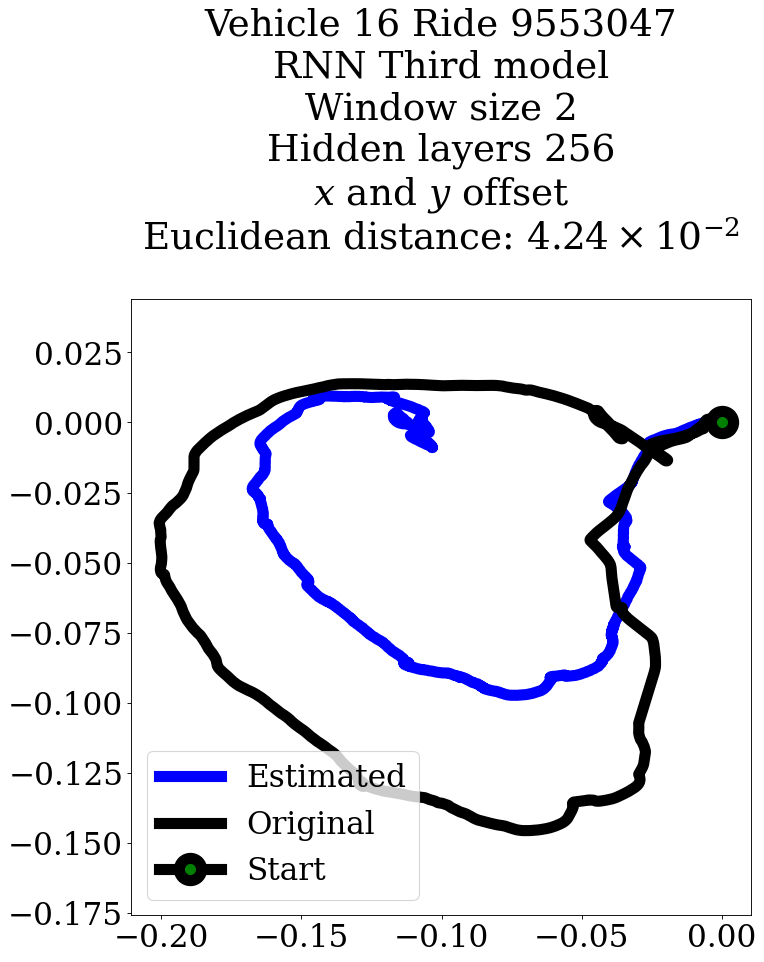 Vehicle 16 Ride 9553047
RNN Third model
Window size 2
Hidden layers 256
x and y offset
Euclidean distance: 4.24 × 10⁻²
0.025
0.000
−0.025
−0.050
−0.075
−0.100
−0.125
−0.150
−0.175
Estimated
Original
Start
−0.20 −0.15 −0.10 −0.05 0.00